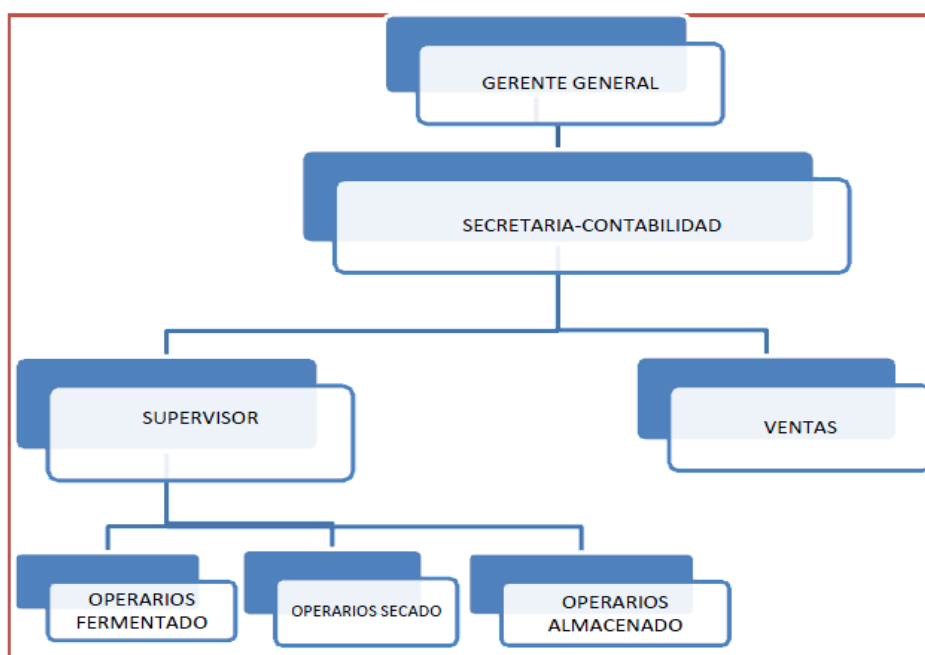 GERENTE GENERAL
SECRETARIA-CONTABILIDAD
SUPERVISOR
VENTAS
OPERARIOS
FERMENTADO
OPERARIOS SECADO
OPERARIOS
ALMACENADO